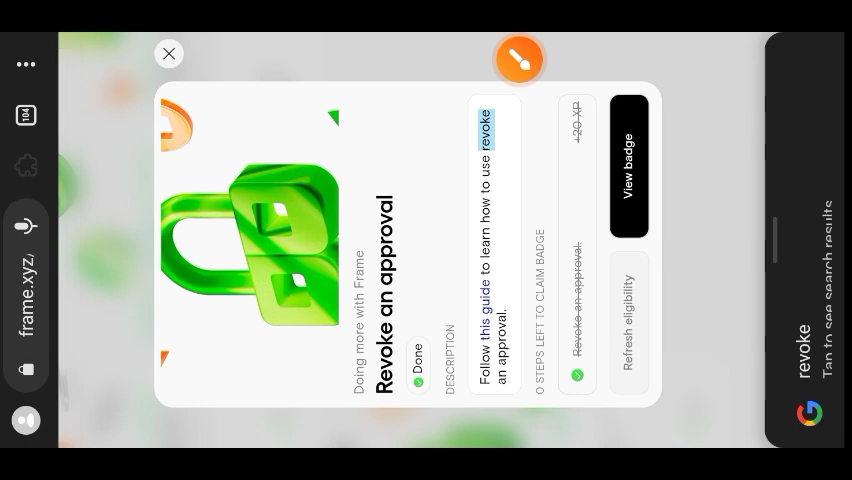 104
frame.xyz/
Doing more with Frame
Revoke an approval
Done
DESCRIPTION
Follow this guide to learn how to use revoke
an approval.
0 STEPS LEFT TO CLAIM BADGE
Revoke an approval.
+20 XP
Refresh eligibility
View badge
revoke
Tap to see search results